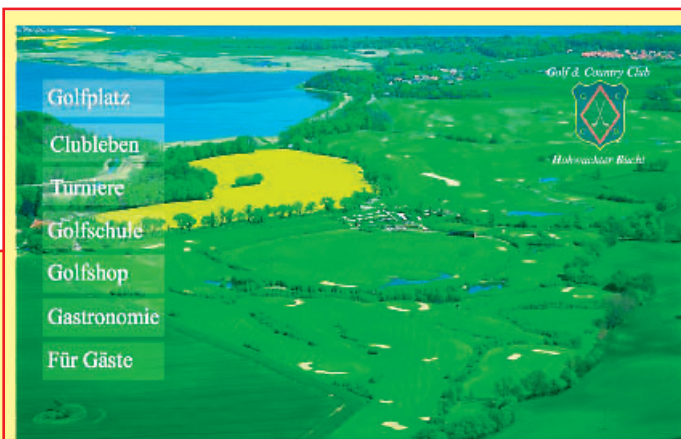 Golfplatz
Clubleben
Turniere
Golfschule
Golfshop
Gastronomie
Für Gäste
Golf & Country Club
Hohwachter Bucht